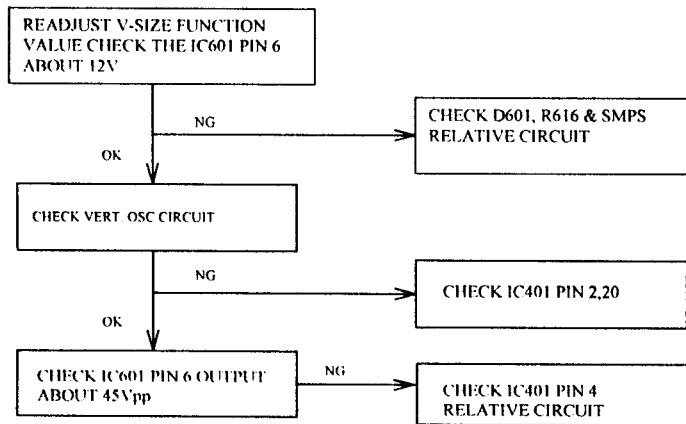 READJUST V-SIZE FUNCTION
VALUE CHECK THE IC601 PIN 6
ABOUT 12V
NG
CHECK D601, R616 & SMPS
RELATIVE CIRCUIT
OK
CHECK VERT. OSC CIRCUIT
NG
CHECK IC401 PIN 2,20
OK
CHECK IC601 PIN 6 OUTPUT
ABOUT 45Vpp
NG
CHECK IC401 PIN 4
RELATIVE CIRCUIT